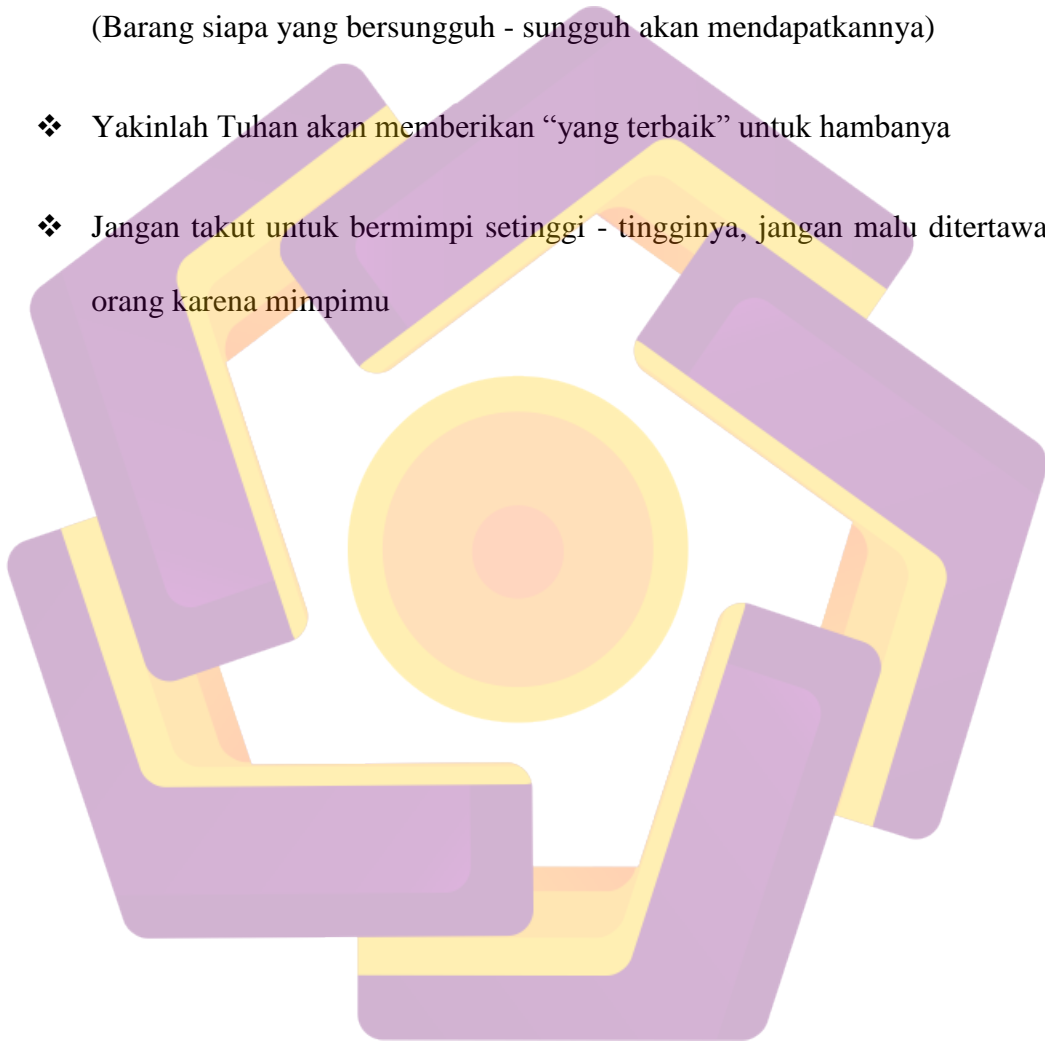 (Barang siapa yang bersungguh - sungguh akan mendapatkannya)
❖ Yakinlah Tuhan akan memberikan “yang terbaik” untuk hambanya
❖ Jangan takut untuk bermimpi setinggi - tingginya, jangan malu ditertawa
orang karena mimpimu